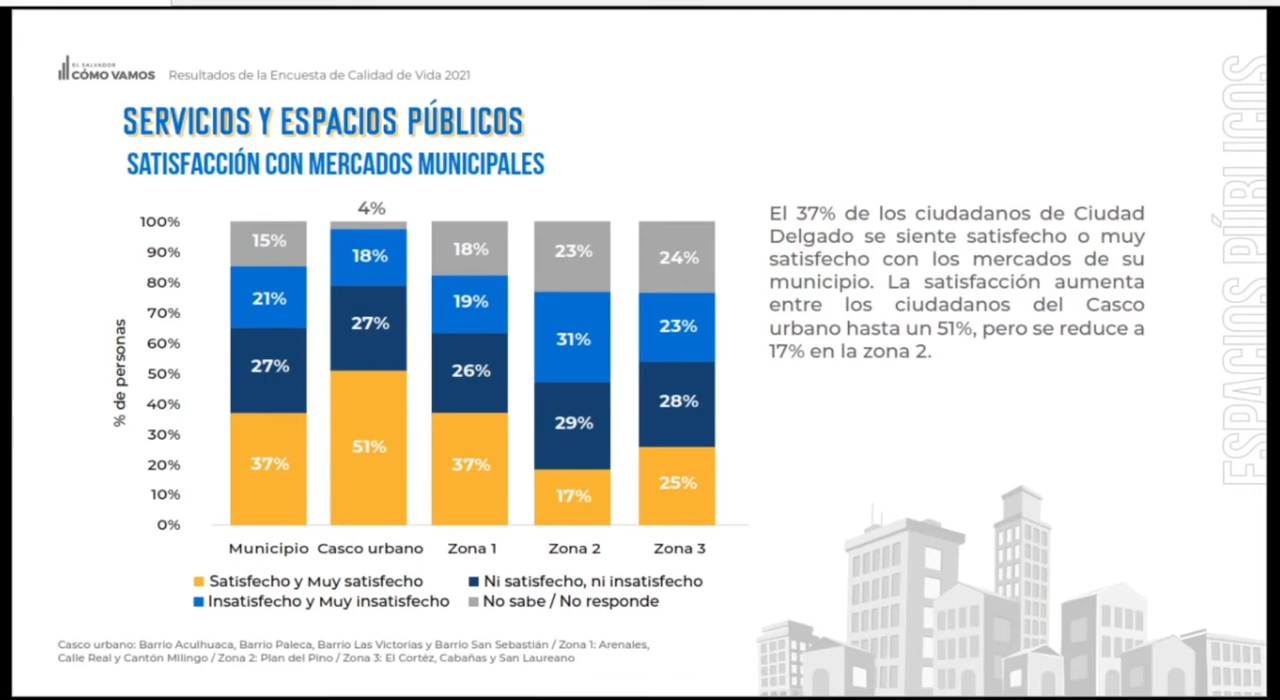 EL SALVADOR
CÓMO VAMOS
Resultados de la Encuesta de Calidad de Vida 2021
SERVICIOS Y ESPACIOS PÚBLICOS
SATISFACCIÓN CON MERCADOS MUNICIPALES
% de personas
100%
90%
80%
70%
60%
50%
40%
30%
20%
10%
0%
15%
21%
27%
37%
4%
18%
27%
51%
18%
19%
26%
37%
23%
31%
29%
17%
24%
23%
28%
25%
Municipio
Casco urbano
Zona 1
Zona 2
Zona 3
Satisfecho y Muy satisfecho
Ni satisfecho, ni insatisfecho
Insatisfecho y Muy insatisfecho
No sabe / No responde
El 37% de los ciudadanos de Ciudad
Delgado se siente satisfecho o muy
satisfecho con los mercados de su
municipio. La satisfacción aumenta
entre los ciudadanos del Casco
urbano hasta un 51%, pero se reduce a
17% en la zona 2.
ESPACIOS PÚBLICOS
Casco urbano: Barrio Aculhuaca, Barrio Paleca, Barrio Las Victorias y Barrio San Sebastián / Zona 1: Arenales,
Calle Real y Cantón Milingo / Zona 2: Plan del Pino / Zona 3: El Cortéz, Cabañas y San Laureano